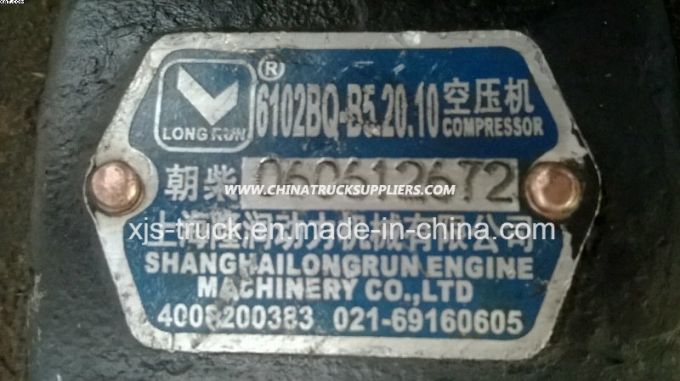 ®
6102BQ-B5.20.10 空压机
COMPRESSOR
LONG RUN
朝柴 060612672
WWW.CHINATRUCKSUPPLIERS.COM
上海隆润动力机械有限公司
xjs-truck.en.made-in-china.com
SHANGHAILONGRUN ENGINE
MACHINERY CO.,LTD
4008200383 021-69160605